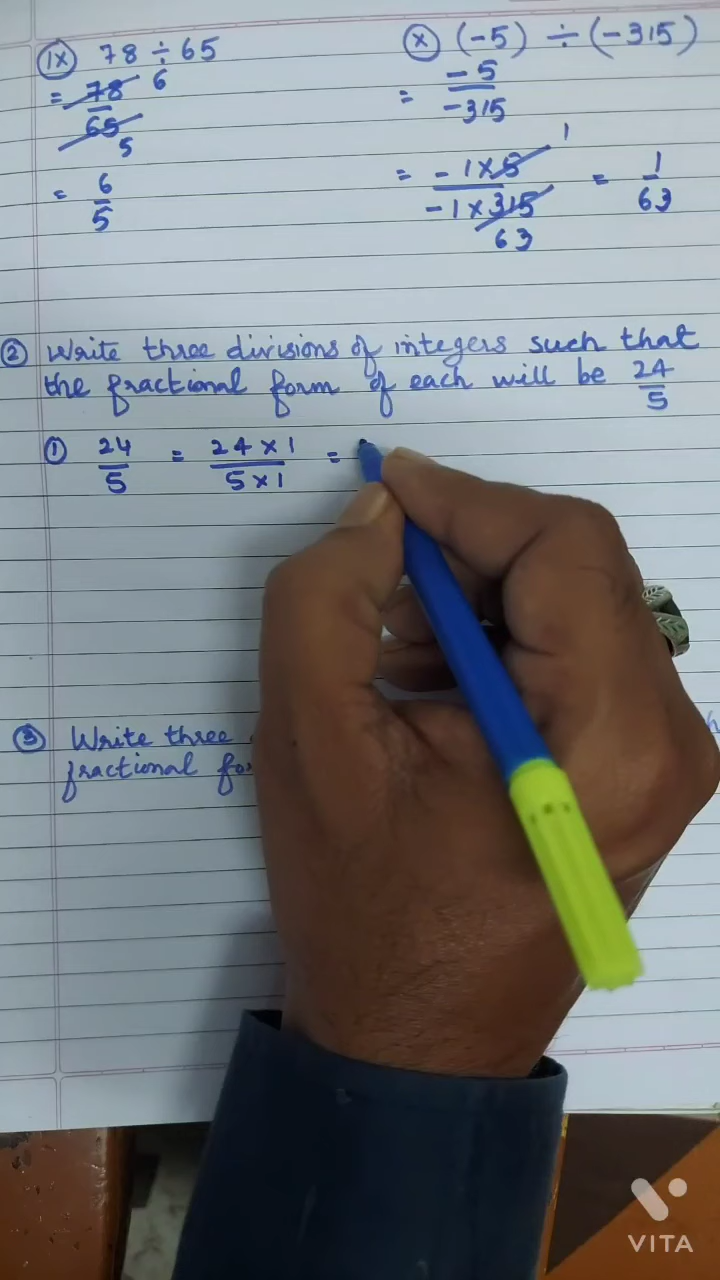 (ix) 78 ÷ 65
= 78/65 6
5
= 6/5
(x) (-5) ÷ (-315)
= -5/-315
= -1×5/-1×315 = 1/63
1
63
② Write three divisions of integers such that
the fractional form of each will be 24/5
① 24/5 = 24×1/5×1 =
③ Write three
fractional
VITA